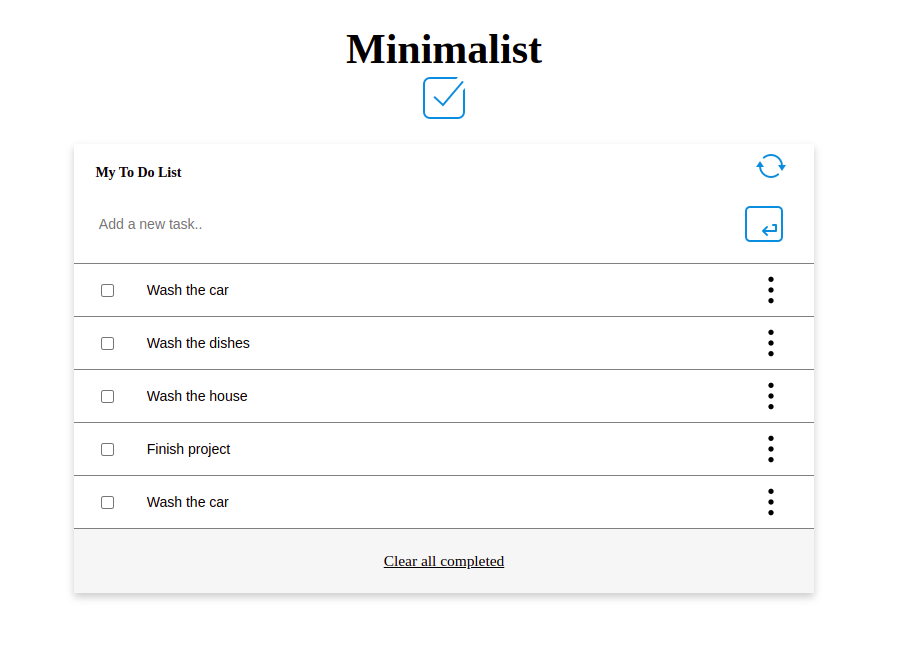 Minimalist
My To Do List
Add a new task..
Wash the car
Wash the dishes
Wash the house
Finish project
Wash the car
Clear all completed